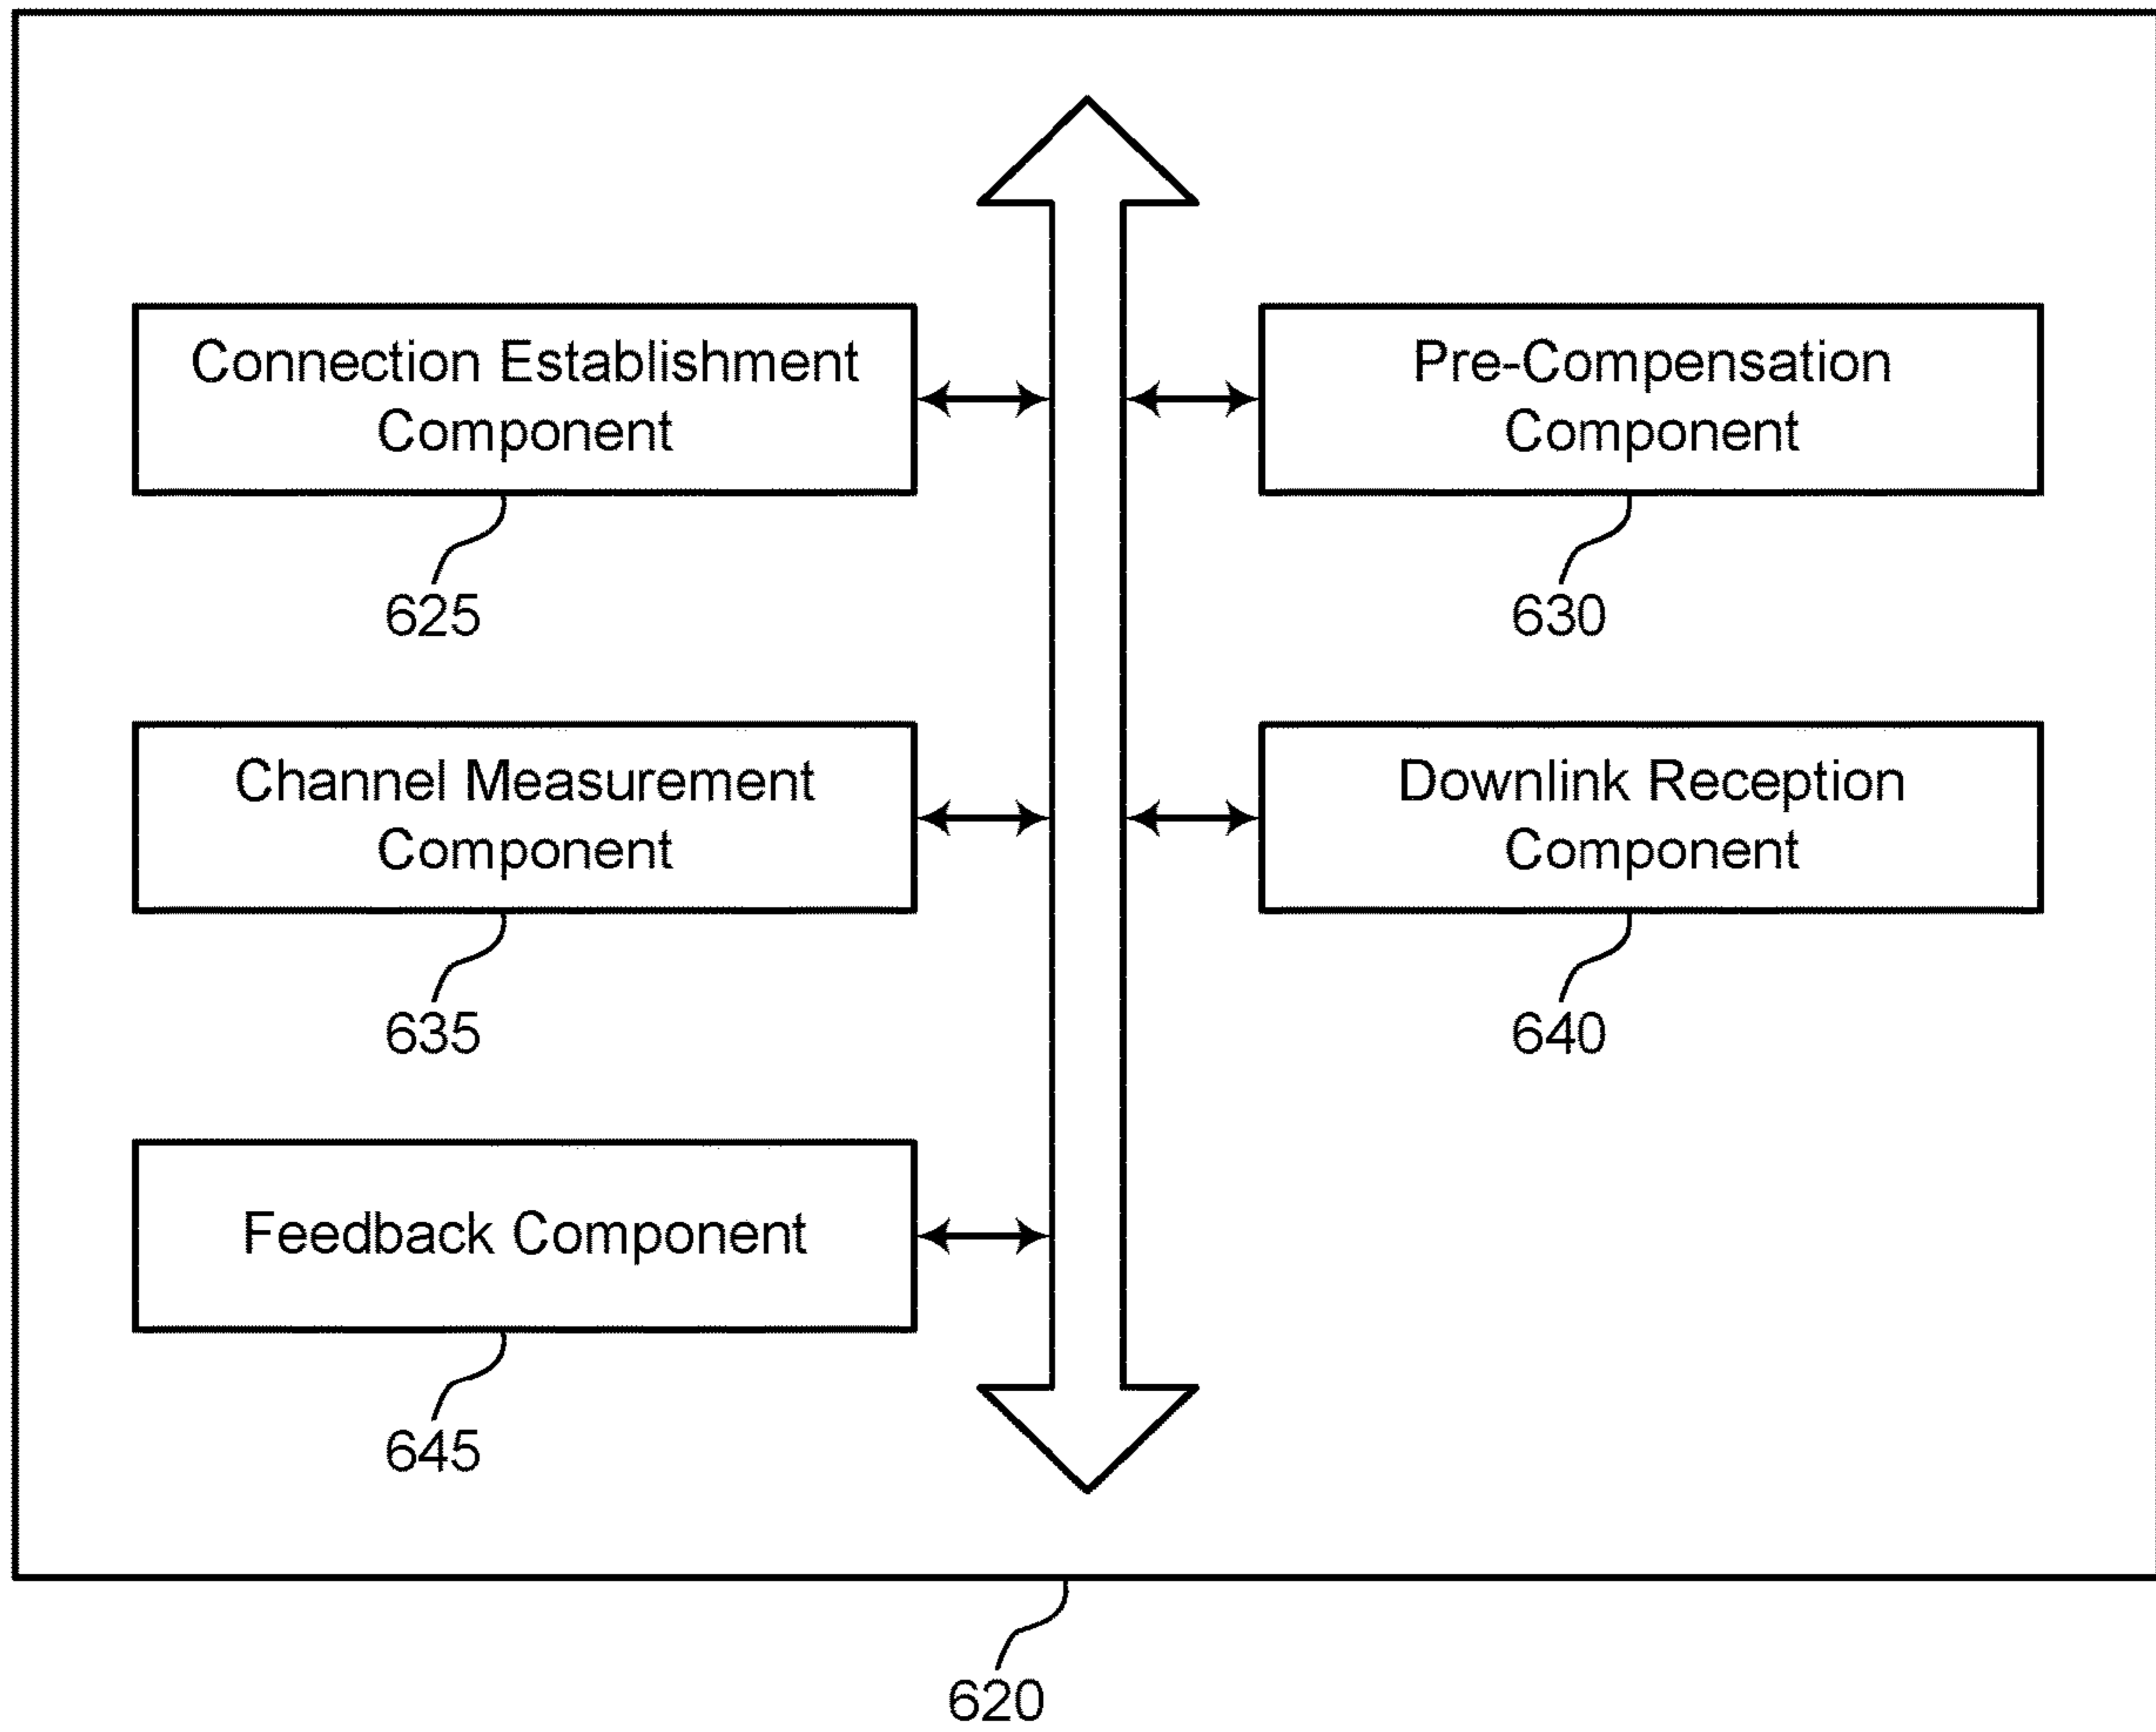 Connection Establishment
Component
625
Pre-Compensation
Component
630
Channel Measurement
Component
635
Downlink Reception
Component
640
Feedback Component
645
620